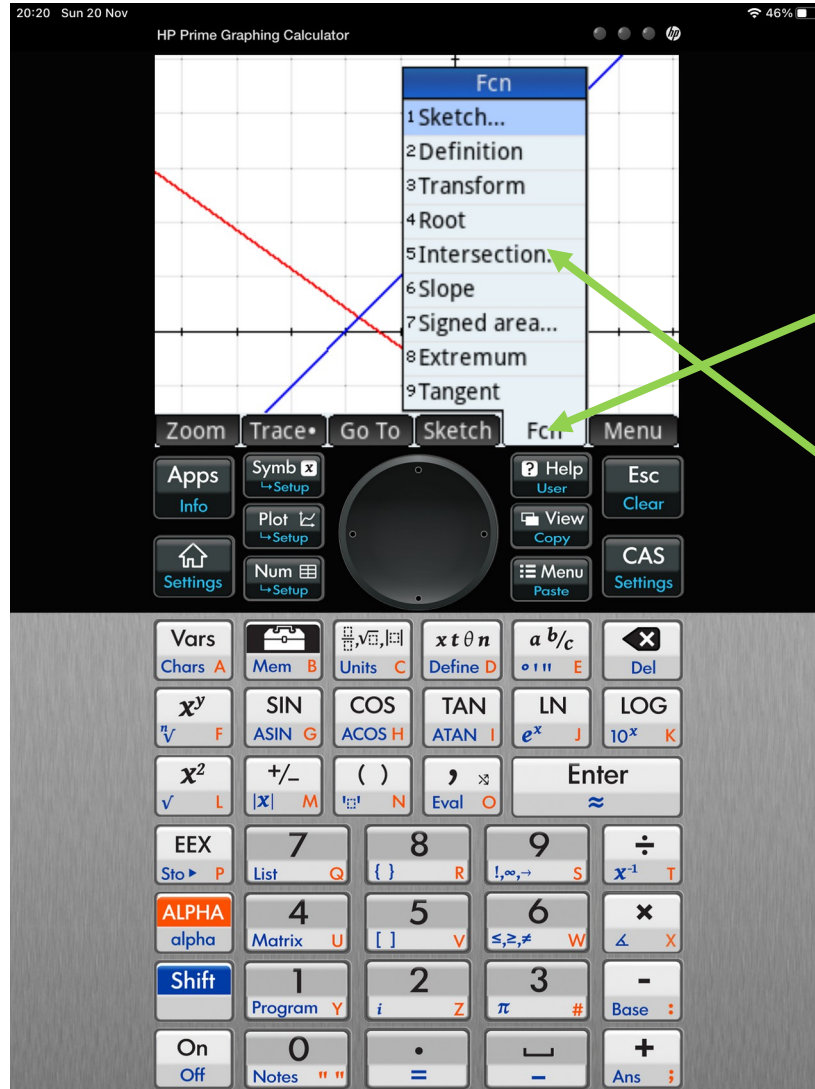 20:20 Sun 20 Nov 46%
HP Prime Graphing Calculator hp
Fcn
1 Sketch...
2 Definition
3 Transform
4 Root
5 Intersection.
6 Slope
7 Signed area...
8 Extremum
9 Tangent
Zoom Trace• Go To Sketch Fcn Menu
Apps Symb x ? Help Esc
Info ↪Setup User Clear
Plot View
↪Setup Copy
Settings Num Menu CAS
↪Setup Paste Settings
Vars x t θ n a b/c
Chars A Mem B Units C Define D ° ' " E Del
xʸ SIN COS TAN LN LOG
ⁿ√ F ASIN G ACOS H ATAN I eˣ J 10ˣ K
x² +/- ( ) , Enter
√ L |x| M '□' N Eval O ≈
EEX 7 8 9 ÷
Sto ▸ P List Q { } R !,∞,→ S x⁻¹ T
ALPHA 4 5 6 ×
alpha Matrix U [ ] V ≤,≥,≠ W ∡ X
Shift 1 2 3 -
Program Y i Z π # Base :
On 0 . ␣ +
Off Notes " " = _ Ans ;